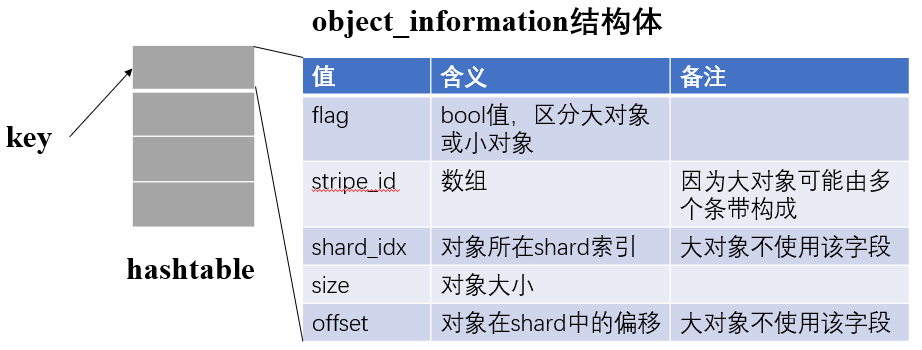 object_information结构体
key
hashtable
值 含义 备注
flag bool值，区分大对象
或小对象
stripe_id 数组 因为大对象可能由多
个条带构成
shard_idx 对象所在shard索引 大对象不使用该字段
size 对象大小
offset 对象在shard中的偏移 大对象不使用该字段